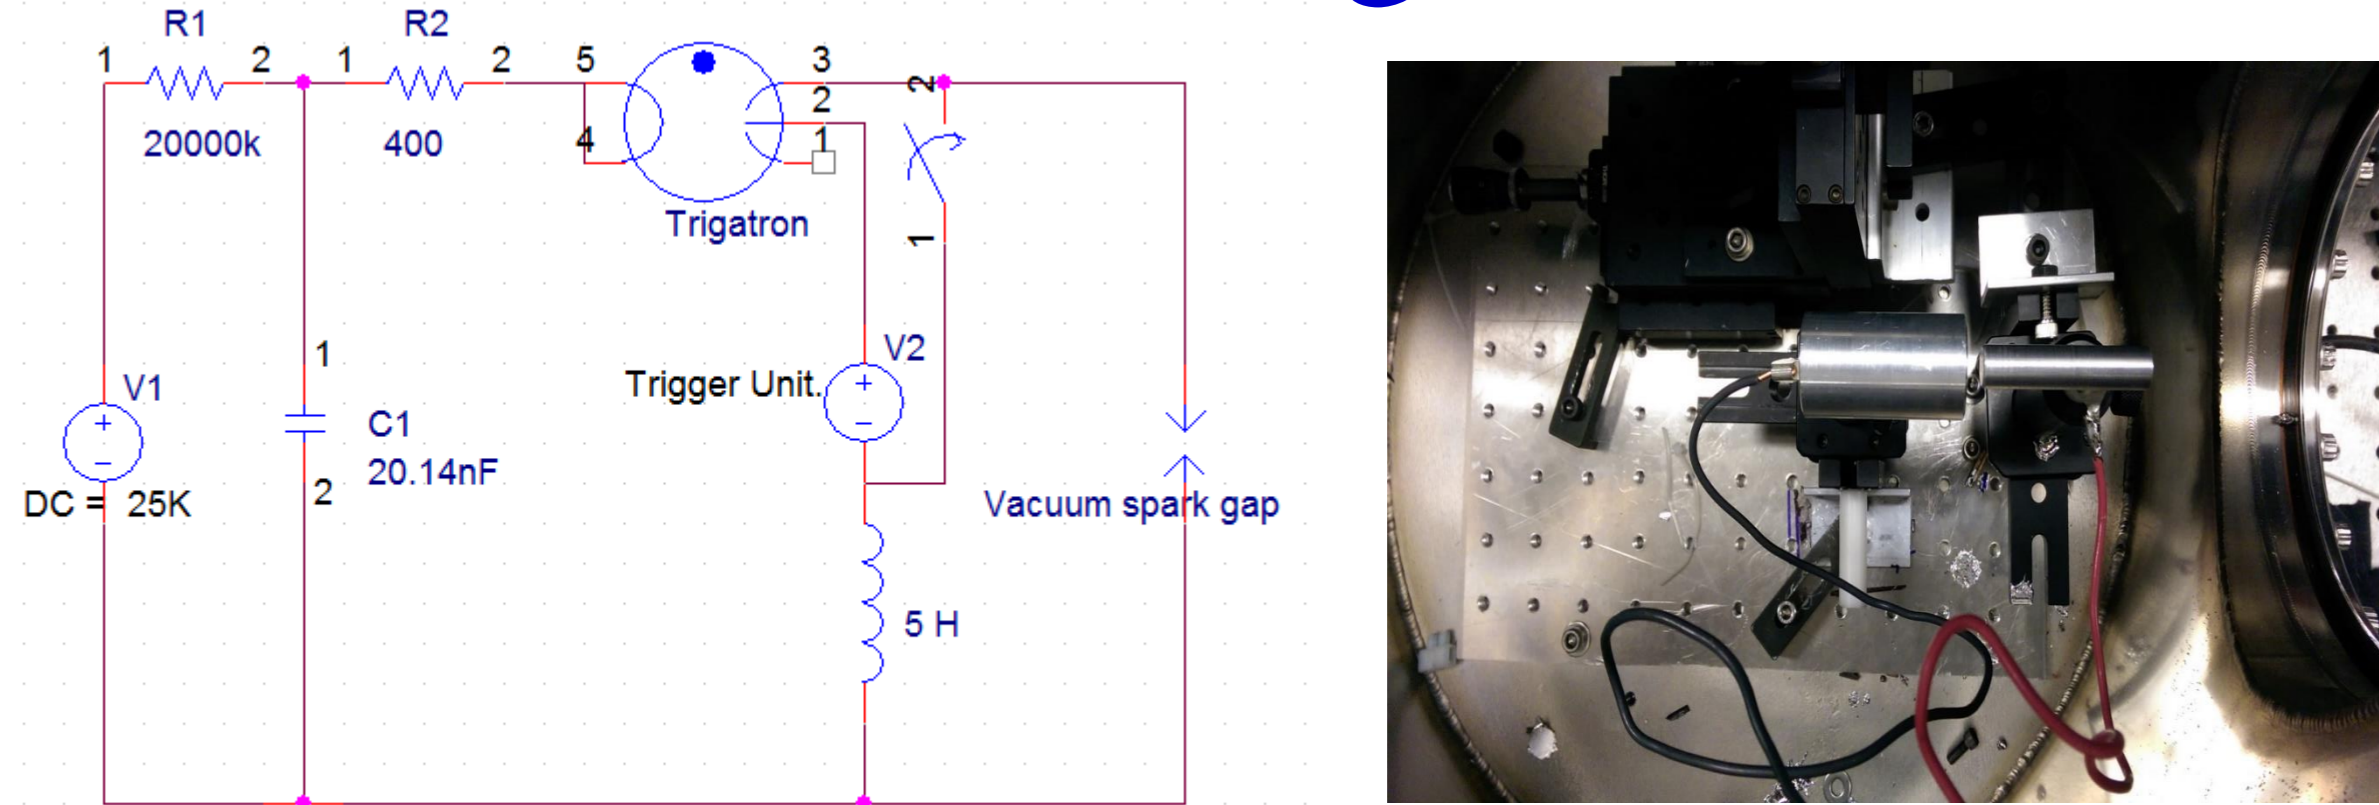 R1
R2
1
2
1
2
5
3
2
2
4
1
20000k
400
Trigatron
1
1
V2
V1
Trigger Unit.
C1
20.14nF
2
DC = 25K
Vacuum spark gap
5 H